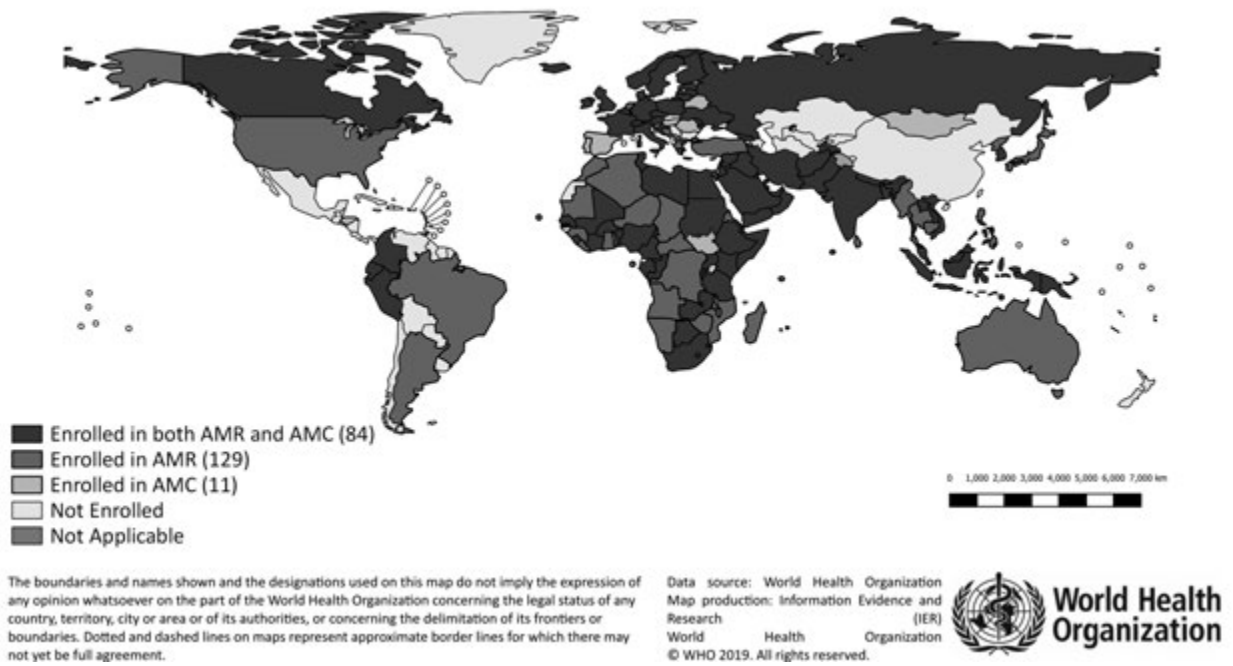 Enrolled in both AMR and AMC (84)
Enrolled in AMR (129)
Enrolled in AMC (11)
Not Enrolled
Not Applicable
0 1,000 2,000 3,000 4,000 5,000 6,000 7,000 km
The boundaries and names shown and the designations used on this map do not imply the expression of
any opinion whatsoever on the part of the World Health Organization concerning the legal status of any
country, territory, city or area or of its authorities, or concerning the delimitation of its frontiers or
boundaries. Dotted and dashed lines on maps represent approximate border lines for which there may
not yet be full agreement.
Data source: World Health Organization
Map production: Information Evidence and
Research (IER)
World Health Organization
© WHO 2019. All rights reserved.
World Health
Organization